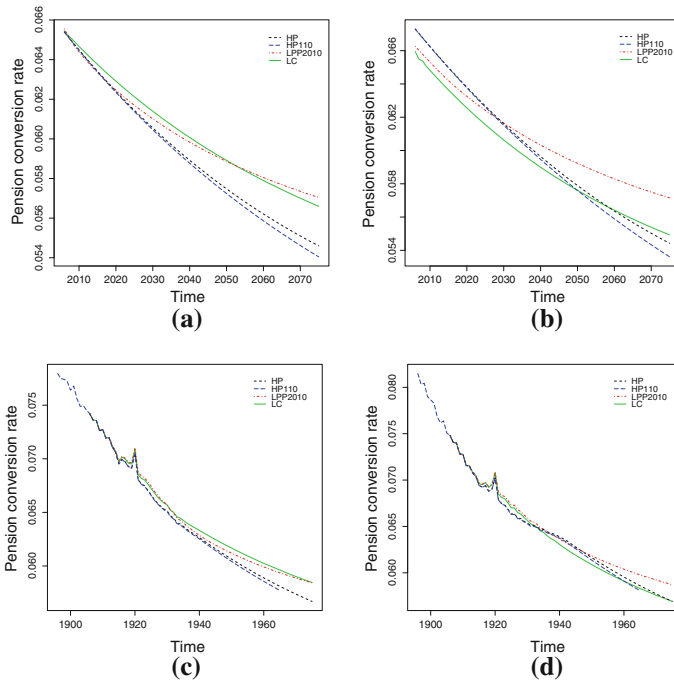 Pension conversion rate
0.054 0.056 0.058 0.060 0.062 0.064 0.066
HP
HP110
LPP2010
LC
2010 2020 2030 2040 2050 2060 2070
Time
(a)
Pension conversion rate
0.054 0.058 0.062 0.066
HP
HP110
LPP2010
LC
2010 2020 2030 2040 2050 2060 2070
Time
(b)
Pension conversion rate
0.060 0.065 0.070 0.075
HP
HP110
LPP2010
LC
1900 1920 1940 1960
Time
(c)
Pension conversion rate
0.060 0.065 0.070 0.075 0.080
HP
HP110
LPP2010
LC
1900 1920 1940 1960
Time
(d)